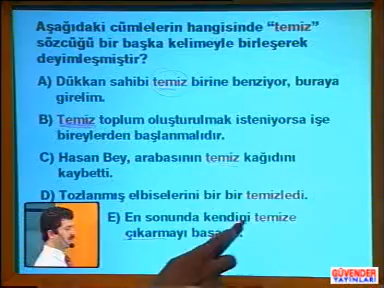 Aşağıdaki cümlelerin hangisinde "temiz"
sözcüğü bir başka kelimeyle birleşerek
deyimleşmiştir?
A) Dükkan sahibi temiz birine benziyor, buraya
girelim.
B) Temiz toplum oluşturulmak isteniyorsa işe
bireylerden başlanmalıdır.
C) Hasan Bey, arabasının temiz kağıdını
kaybetti.
D) Tozlanmış elbiselerini bir bir temizledi.
E) En sonunda kendini temize
çıkarmayı
GÜVENDER
YAYINLARI